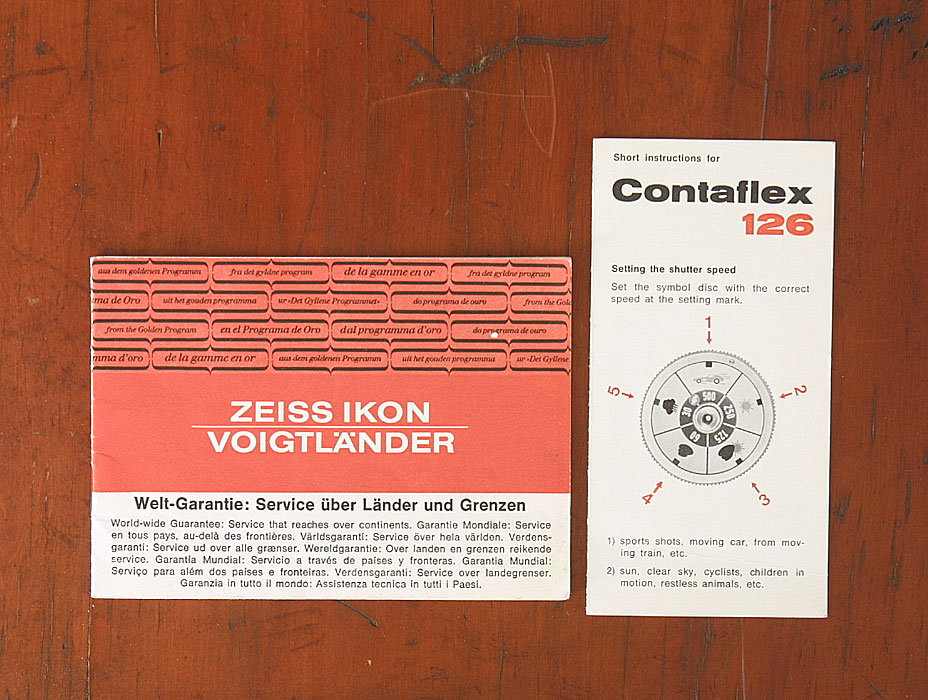 aus dem goldenen Programm fra det gyldne program de la gamme en or fra det gyldne program
ma de Oro uit het gouden programma ur »Det Gyllene Programmet« do programa de ouro from the Gold
from the Golden Program en el Programa de Oro dal programma d'oro do programa de ouro
mma d'oro de la gamme en or aus dem goldenen Programm uit het gouden programma ur »Det Gyllene
ZEISS IKON
VOIGTLÄNDER
Welt-Garantie: Service über Länder und Grenzen
World-wide Guarantee: Service that reaches over continents. Garantie Mondiale: Service
en tous pays, au-delà des frontières. Världsgaranti: Service över hela världen. Verdens-
garanti: Service ud over alle grænser. Wereldgarantie: Over landen en grenzen reikende
service. Garantia Mundial: Servicio a través de países y fronteras. Garantia Mundial:
Serviço para além dos países e fronteiras. Verdensgaranti: Service over landegrenser.
Garanzia in tutto il mondo: Assistenza tecnica in tutti i Paesi.
Short instructions for
Contaflex
126
Setting the shutter speed
Set the symbol disc with the correct
speed at the setting mark.
1
2
3
4
5
500
250
125
60
30
1) sports shots, moving car, from mov-
ing train, etc.
2) sun, clear sky, cyclists, children in
motion, restless animals, etc.